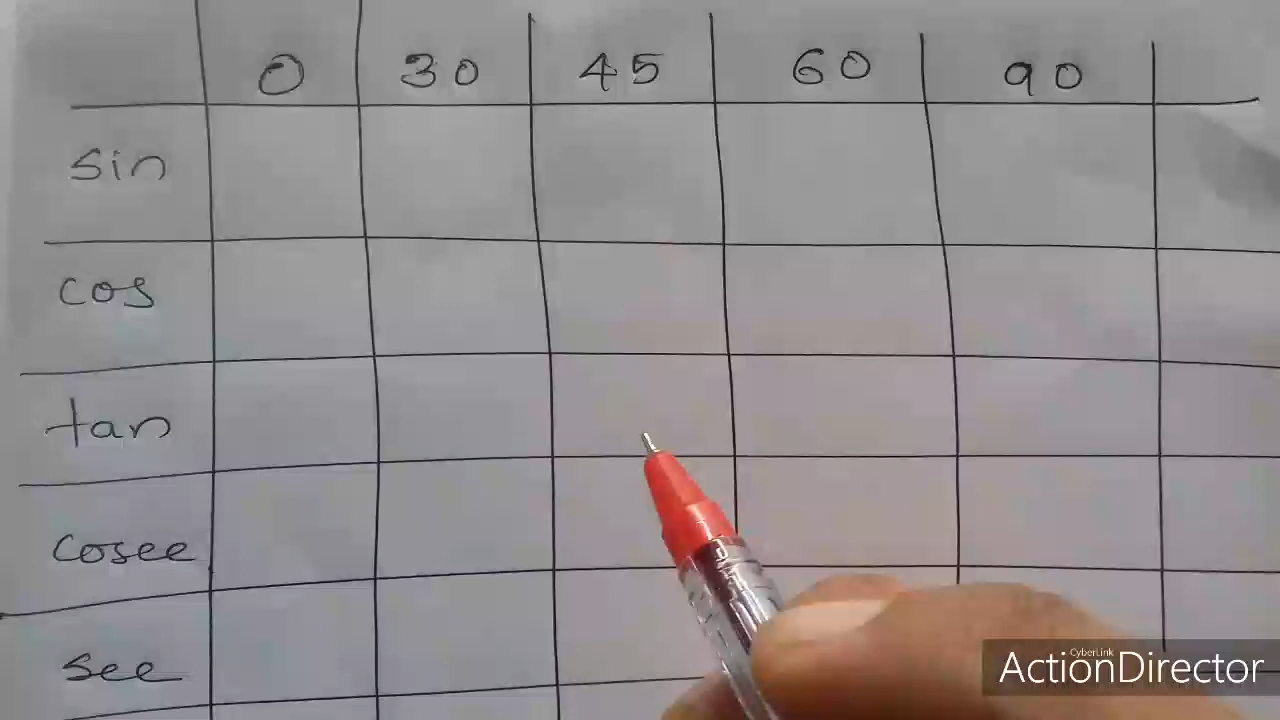 0 30 45 60 90
sin
cos
tan
cosec
sec
CyberLink
ActionDirector